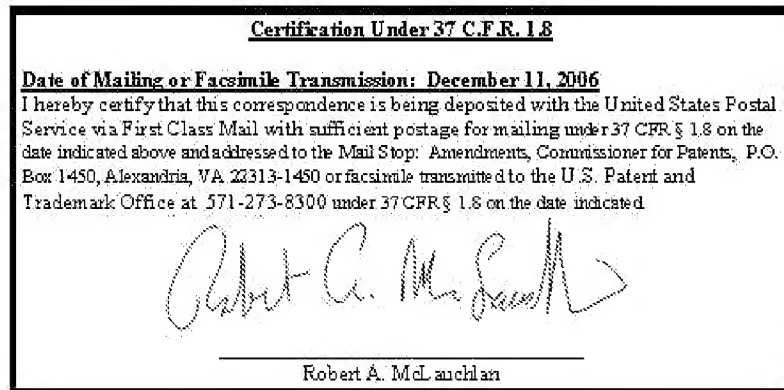 Certification Under 37 C.F.R. 1.8
Date of Mailing or Facsimile Transmission: December 11, 2006
I hereby certify that this correspondence is being deposited with the United States Postal
Service via First Class Mail with sufficient postage for mailing under 37 CFR § 1.8 on the
date indicated above and addressed to the Mail Stop: Amendments, Commissioner for Patents, P.O.
Box 1450, Alexandria, VA 22313-1450 or facsimile transmitted to the U.S. Patent and
Trademark Office at 571-273-8300 under 37 CFR § 1.8 on the date indicated.
Robert A. McLauchlan
Robert A. McLauchlan